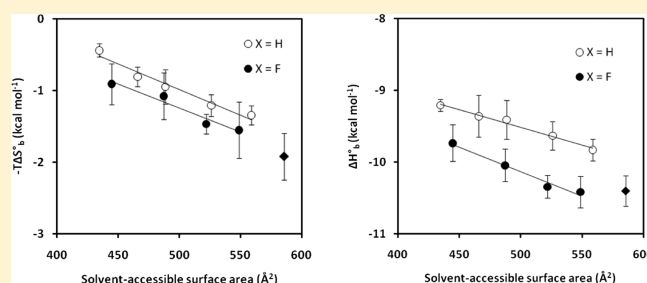 0
-1
-2
-3
-TΔS°b (kcal mol-1)
X = H
X = F
400
450
500
550
600
Solvent-accessible surface area (Å2)
-8
-9
-10
-11
ΔH°b (kcal mol-1)
X = H
X = F
400
450
500
550
600
Solvent-accessible surface area (Å2)